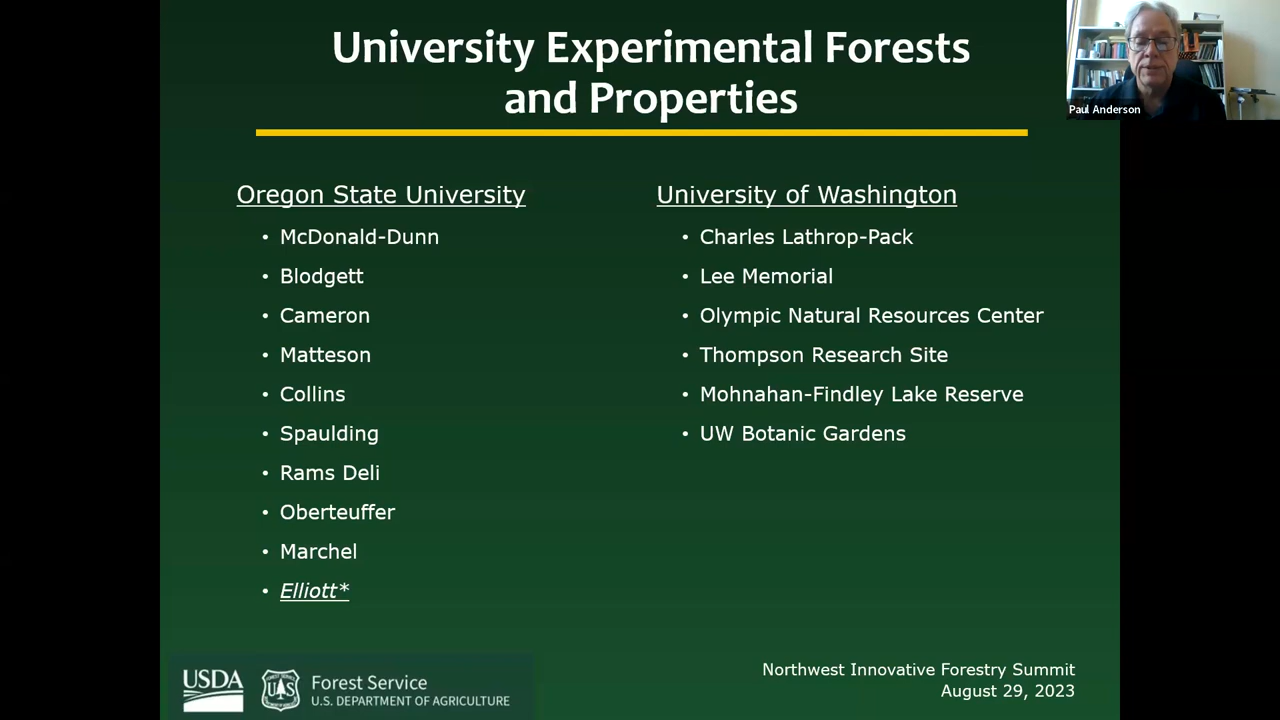 University Experimental Forests
and Properties
Paul Anderson
Oregon State University
• McDonald-Dunn
• Blodgett
• Cameron
• Matteson
• Collins
• Spaulding
• Rams Deli
• Oberteuffer
• Marchel
• Elliott*
University of Washington
• Charles Lathrop-Pack
• Lee Memorial
• Olympic Natural Resources Center
• Thompson Research Site
• Mohnahan-Findley Lake Reserve
• UW Botanic Gardens
USDA
U S
Forest Service
U.S. DEPARTMENT OF AGRICULTURE
Northwest Innovative Forestry Summit
August 29, 2023